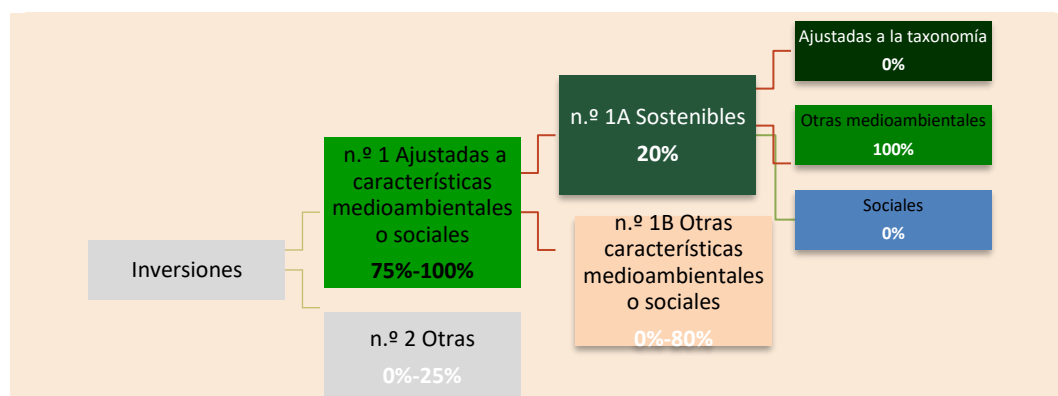 Inversiones
n.º 1 Ajustadas a
características
medioambientales
o sociales
75%-100%
n.º 2 Otras
0%-25%
n.º 1A Sostenibles
20%
n.º 1B Otras
características
medioambientales
o sociales
0%-80%
Ajustadas a la taxonomía
0%
Otras medioambientales
100%
Sociales
0%